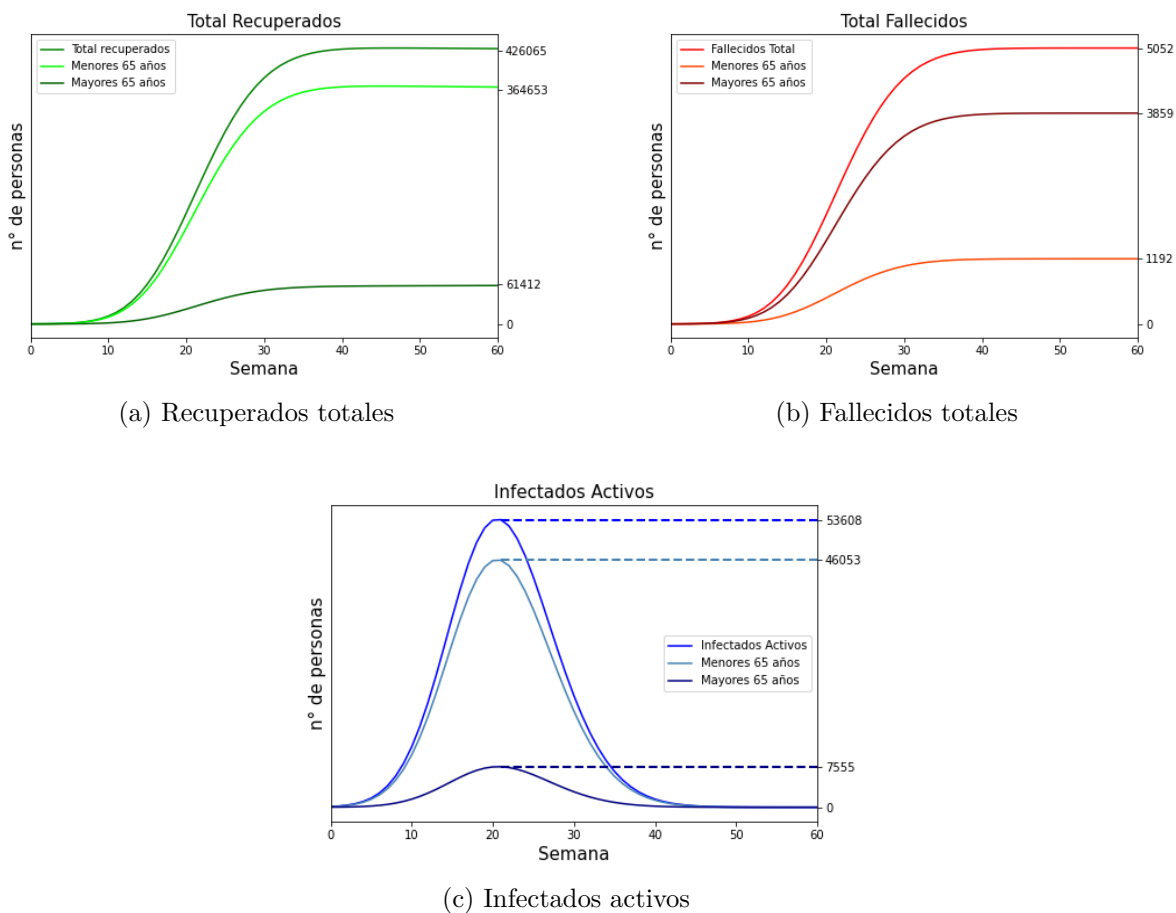 Total Recuperados
n° de personas
Total recuperados
Menores 65 años
Mayores 65 años
426065
364653
61412
0
0 10 20 30 40 50 60
Semana
(a) Recuperados totales
Total Fallecidos
n° de personas
Fallecidos Total
Menores 65 años
Mayores 65 años
5052
3859
1192
0
0 10 20 30 40 50 60
Semana
(b) Fallecidos totales
Infectados Activos
n° de personas
Infectados Activos
Menores 65 años
Mayores 65 años
53608
46053
7555
0
0 10 20 30 40 50 60
Semana
(c) Infectados activos